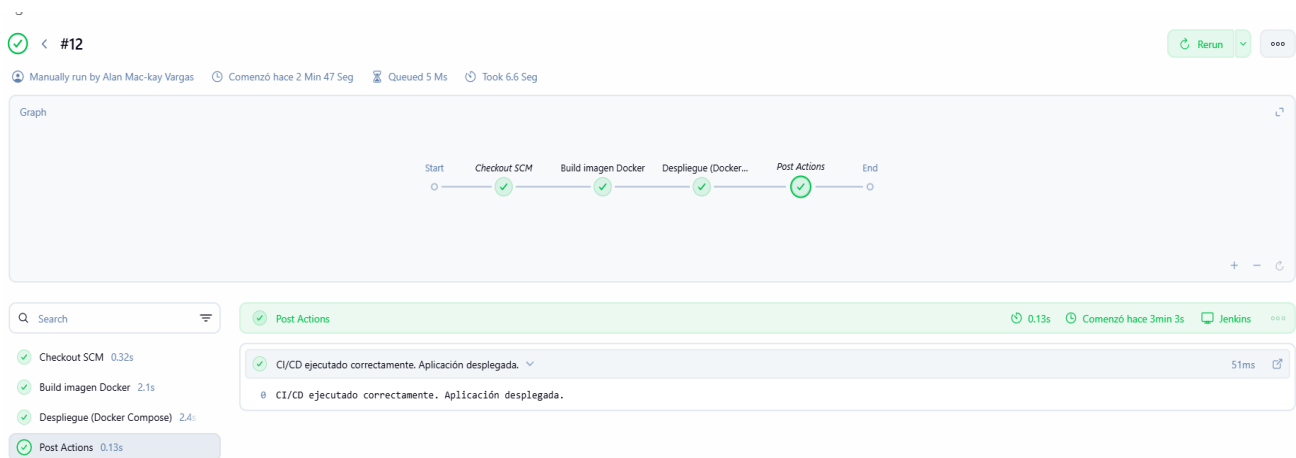 #12
Rerun
Manually run by Alan Mac-kay Vargas Comenzó hace 2 Min 47 Seg Queued 5 Ms Took 6.6 Seg
Graph
Start Checkout SCM Build imagen Docker Despliegue (Docker... Post Actions End
Search
Post Actions 0.13s Comenzó hace 3min 3s Jenkins
Checkout SCM 0.32s
CI/CD ejecutado correctamente. Aplicación desplegada. 51ms
Build imagen Docker 2.1s
0 CI/CD ejecutado correctamente. Aplicación desplegada.
Despliegue (Docker Compose) 2.4s
Post Actions 0.13s